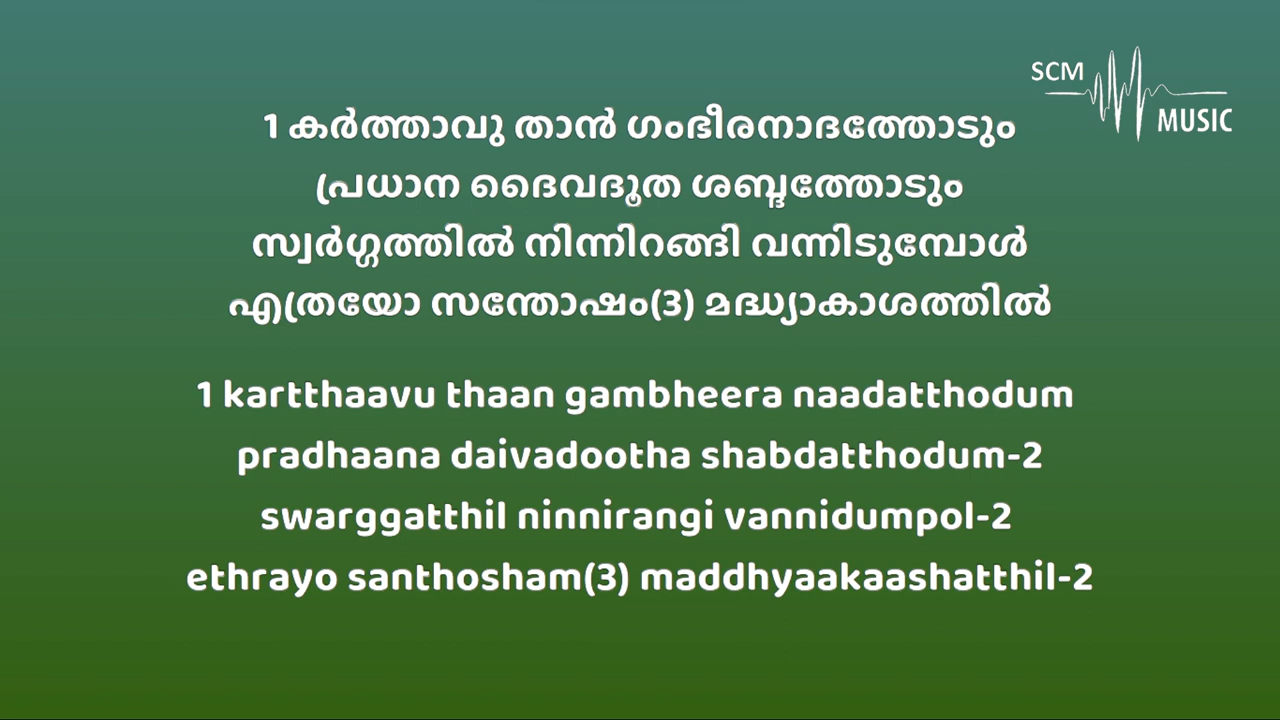 SCM
MUSIC
1 കർത്താവു താൻ ഗംഭീരനാദത്തോടും
പ്രധാന ദൈവദൂത ശബ്ദത്തോടും
സ്വർഗ്ഗത്തിൽ നിന്നിറങ്ങി വന്നിടുമ്പോൾ
എത്രയോ സന്തോഷം(3) മദ്ധ്യാകാശത്തിൽ
1 kartthaavu thaan gambheera naadatthodum
pradhaana daivadootha shabdatthodum-2
swarggatthil ninnirangi vannidumpol-2
ethrayo santhosham(3) maddhyaakaashatthil-2